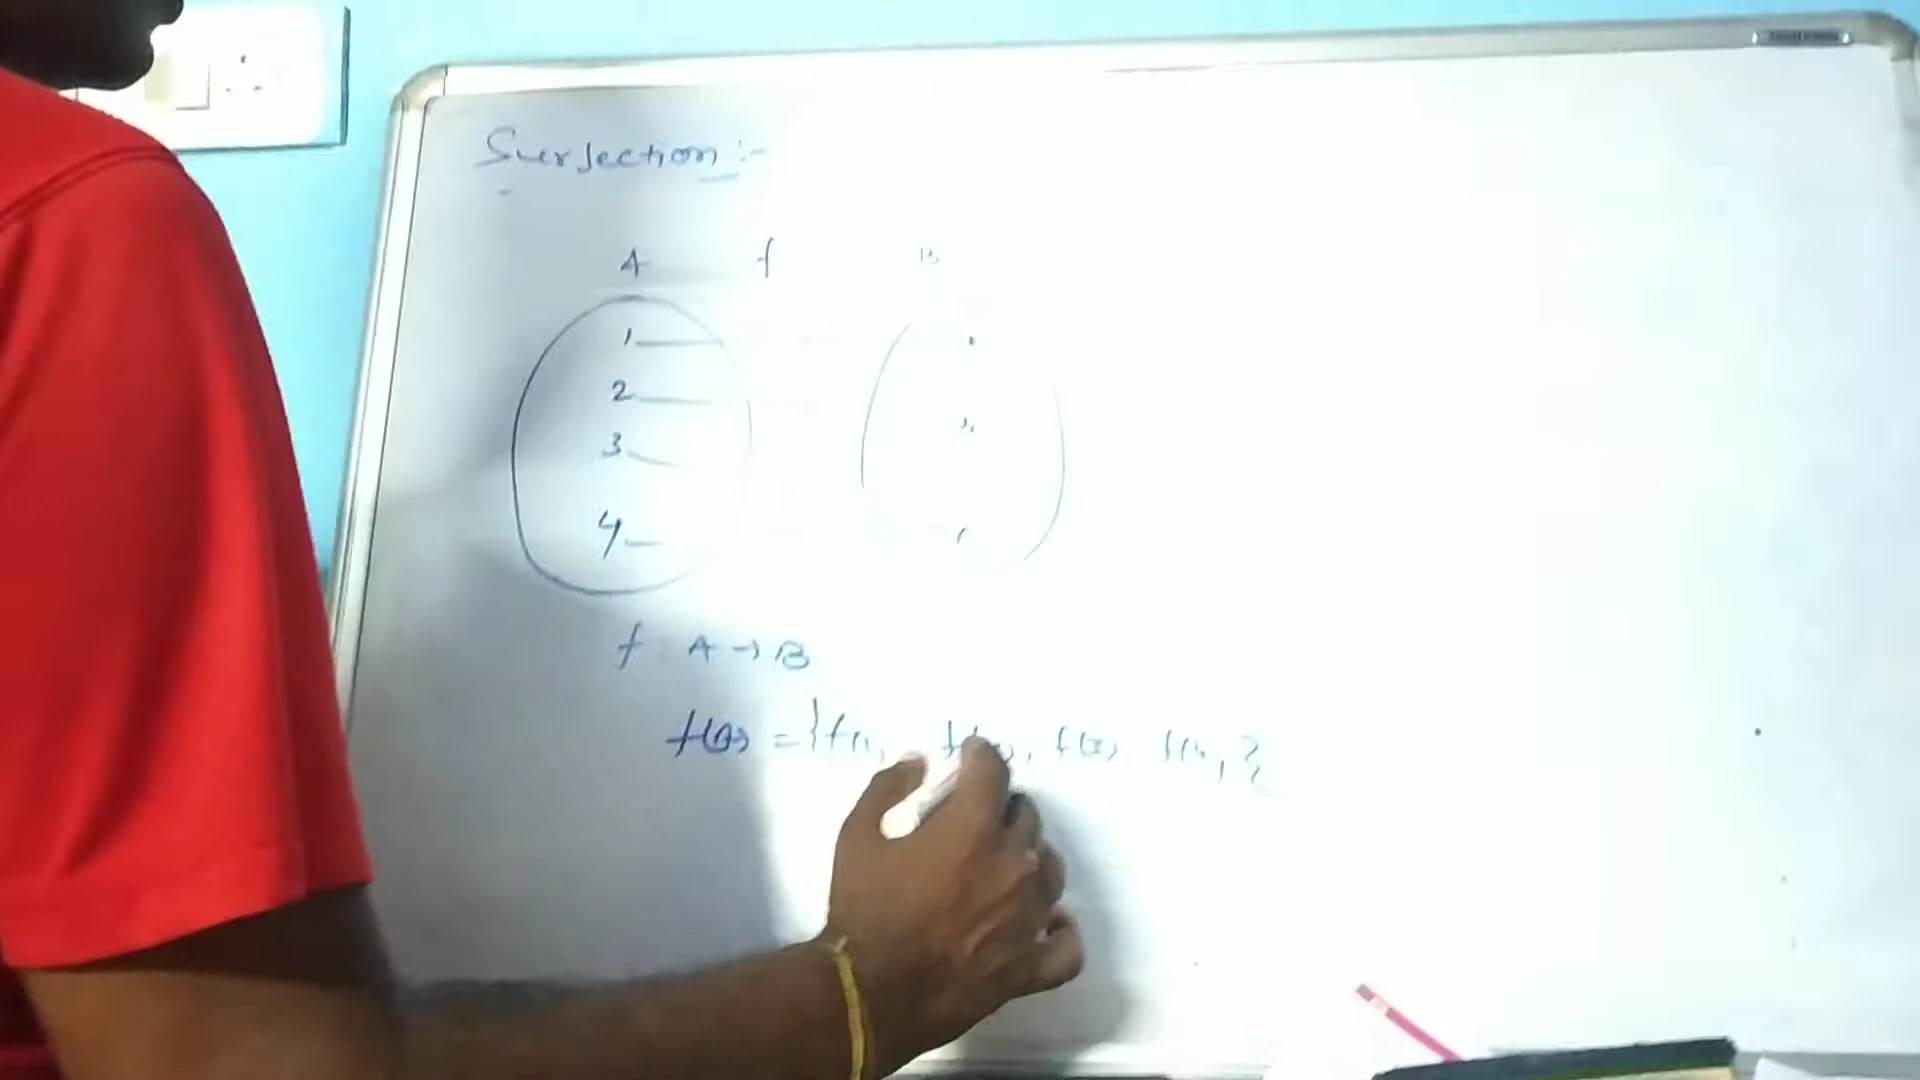 Surjection :-
A f B
1
2
3
4
f : A → B
f(A) = {f(1), f(2), f(3) f(4)}